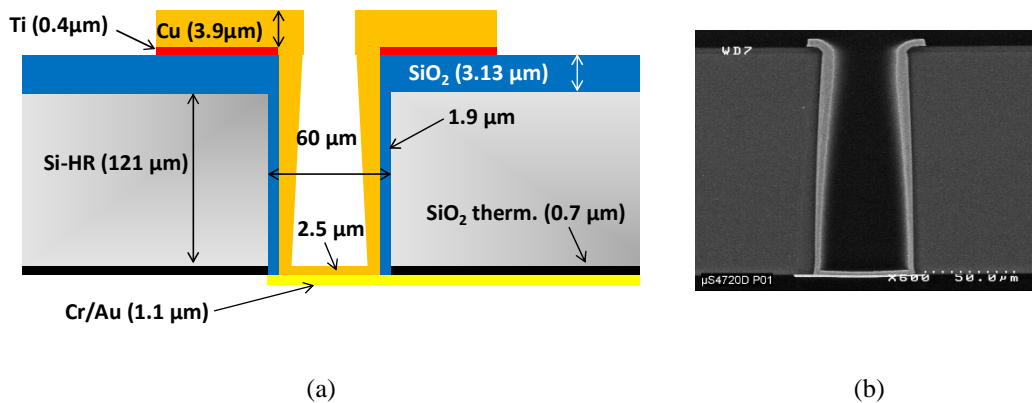 Ti (0.4µm)
Cu (3.9µm)
SiO2 (3.13 µm)
1.9 µm
60 µm
Si-HR (121 µm)
SiO2 therm. (0.7 µm)
2.5 µm
Cr/Au (1.1 µm)
(a)
WD7
µS4720D P01
X600 50.0µm
(b)